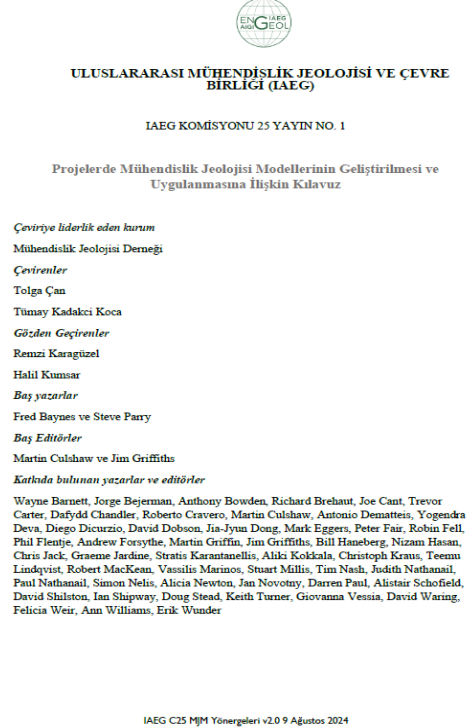 ENG IAEG
AIGI GEOL
ULUSLARARASI MÜHENDİSLİK JEOLOJİSİ VE ÇEVRE
BİRLİĞİ (IAEG)
IAEG KOMİSYONU 25 YAYIN NO. 1
Projelerde Mühendislik Jeolojisi Modellerinin Geliştirilmesi ve
Uygulanmasına İlişkin Kılavuz
Çeviriye liderlik eden kurum
Mühendislik Jeolojisi Derneği
Çevirenler
Tolga Çan
Tümay Kadakci Koca
Gözden Geçirenler
Remzi Karagüzel
Halil Kumsar
Baş yazarlar
Fred Baynes ve Steve Parry
Baş Editörler
Martin Culshaw ve Jim Griffiths
Katkıda bulunan yazarlar ve editörler
Wayne Barnett, Jorge Bejerman, Anthony Bowden, Richard Brehaut, Joe Cant, Trevor
Carter, Dafydd Chandler, Roberto Cravero, Martin Culshaw, Antonio Dematteis, Yogendra
Deva, Diego Dicurzio, David Dobson, Jia-Jyun Dong, Mark Eggers, Peter Fair, Robin Fell,
Phil Flentje, Andrew Forsythe, Martin Griffin, Jim Griffiths, Bill Haneberg, Nizam Hasan,
Chris Jack, Graeme Jardine, Stratis Karantanellis, Aliki Kokkala, Christoph Kraus, Teemu
Lindqvist, Robert MacKean, Vassilis Marinos, Stuart Millis, Tim Nash, Judith Nathanail,
Paul Nathanail, Simon Nelis, Alicia Newton, Jan Novotny, Darren Paul, Alistair Schofield,
David Shilston, Ian Shipway, Doug Stead, Keith Turner, Giovanna Vessia, David Waring,
Felicia Weir, Ann Williams, Erik Wunder
IAEG C25 MJM Yönergeleri v2.0 9 Ağustos 2024